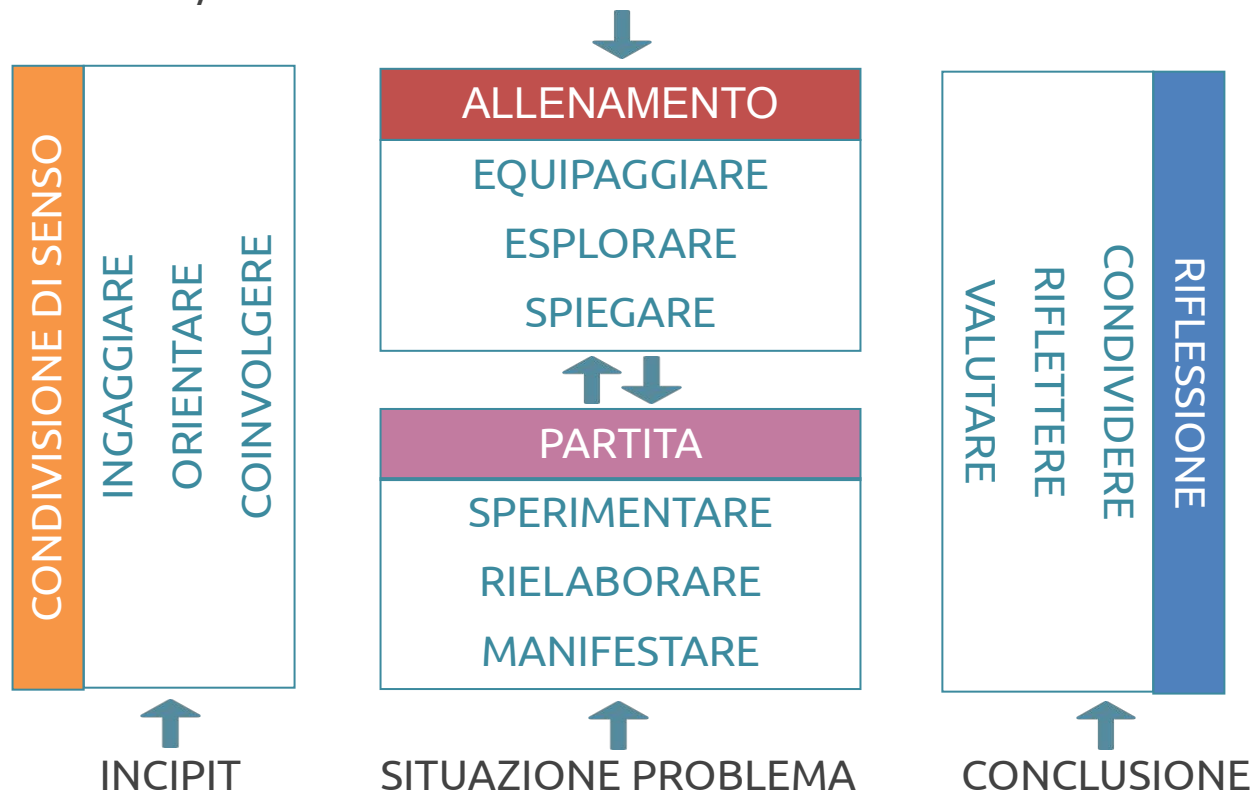 CONDIVISIONE DI SENSO
INGAGGIARE
ORIENTARE
COINVOLGERE
INCIPIT
ALLENAMENTO
EQUIPAGGIARE
ESPLORARE
SPIEGARE
PARTITA
SPERIMENTARE
RIELABORARE
MANIFESTARE
SITUAZIONE PROBLEMA
RIFLESSIONE
CONDIVIDERE
RIFLETTERE
VALUTARE
CONCLUSIONE